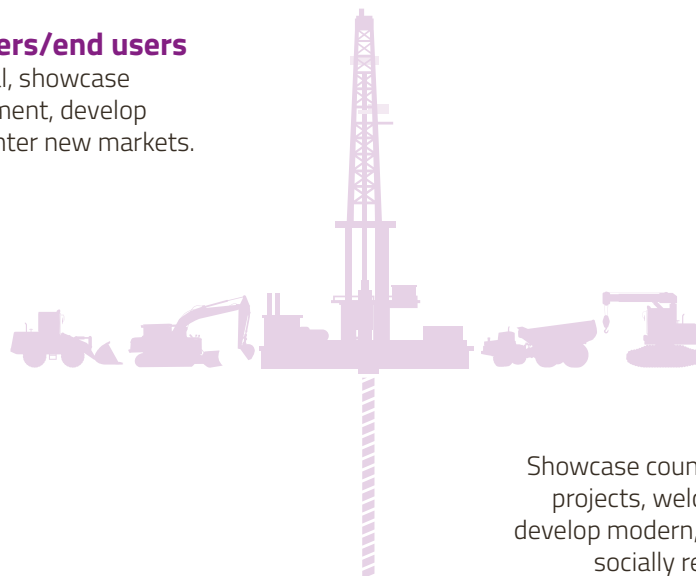 ers/end users
l, showcase
ment, develop
nter new markets.
Showcase coun
projects, welc
develop modern,
socially re